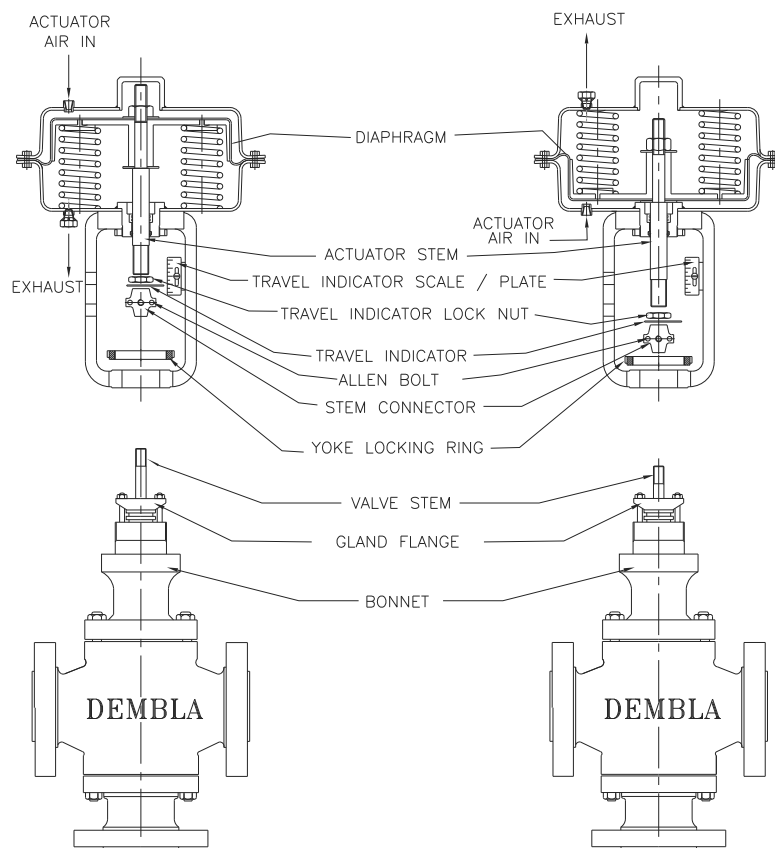 ACTUATOR
AIR IN
EXHAUST
DIAPHRAGM
ACTUATOR
AIR IN
ACTUATOR STEM
TRAVEL INDICATOR SCALE / PLATE
EXHAUST
TRAVEL INDICATOR LOCK NUT
TRAVEL INDICATOR
ALLEN BOLT
STEM CONNECTOR
YOKE LOCKING RING
VALVE STEM
GLAND FLANGE
BONNET
DEMBLA
DEMBLA